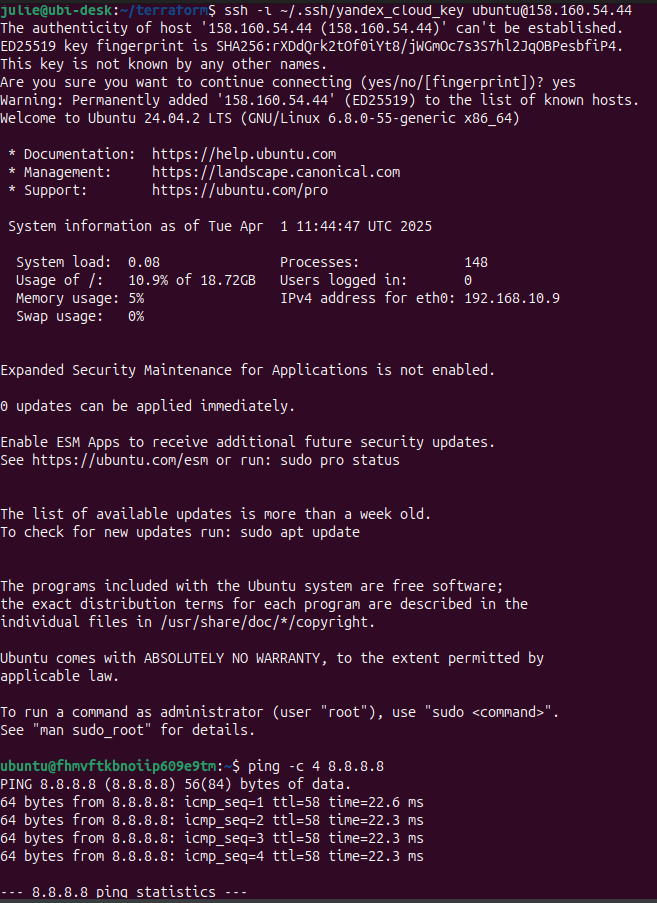 julie@ubi-desk:~/terraform$ ssh -i ~/.ssh/yandex_cloud_key ubuntu@158.160.54.44
The authenticity of host '158.160.54.44 (158.160.54.44)' can't be established.
ED25519 key fingerprint is SHA256:rXDdQrk2tOf0iYt8/jWGmOc7s3S7hl2JqOBPesbfiP4.
This key is not known by any other names.
Are you sure you want to continue connecting (yes/no/[fingerprint])? yes
Warning: Permanently added '158.160.54.44' (ED25519) to the list of known hosts.
Welcome to Ubuntu 24.04.2 LTS (GNU/Linux 6.8.0-55-generic x86_64)
* Documentation:  https://help.ubuntu.com
* Management:     https://landscape.canonical.com
* Support:        https://ubuntu.com/pro
System information as of Tue Apr  1 11:44:47 UTC 2025
System load:  0.08               Processes:             148
Usage of /:   10.9% of 18.72GB   Users logged in:       0
Memory usage: 5%                 IPv4 address for eth0: 192.168.10.9
Swap usage:   0%
Expanded Security Maintenance for Applications is not enabled.
0 updates can be applied immediately.
Enable ESM Apps to receive additional future security updates.
See https://ubuntu.com/esm or run: sudo pro status
The list of available updates is more than a week old.
To check for new updates run: sudo apt update
The programs included with the Ubuntu system are free software;
the exact distribution terms for each program are described in the
individual files in /usr/share/doc/*/copyright.
Ubuntu comes with ABSOLUTELY NO WARRANTY, to the extent permitted by
applicable law.
To run a command as administrator (user "root"), use "sudo <command>".
See "man sudo_root" for details.
ubuntu@fhmvftkbnoiip609e9tm:~$ ping -c 4 8.8.8.8
PING 8.8.8.8 (8.8.8.8) 56(84) bytes of data.
64 bytes from 8.8.8.8: icmp_seq=1 ttl=58 time=22.6 ms
64 bytes from 8.8.8.8: icmp_seq=2 ttl=58 time=22.3 ms
64 bytes from 8.8.8.8: icmp_seq=3 ttl=58 time=22.3 ms
64 bytes from 8.8.8.8: icmp_seq=4 ttl=58 time=22.3 ms
--- 8.8.8.8 ping statistics ---